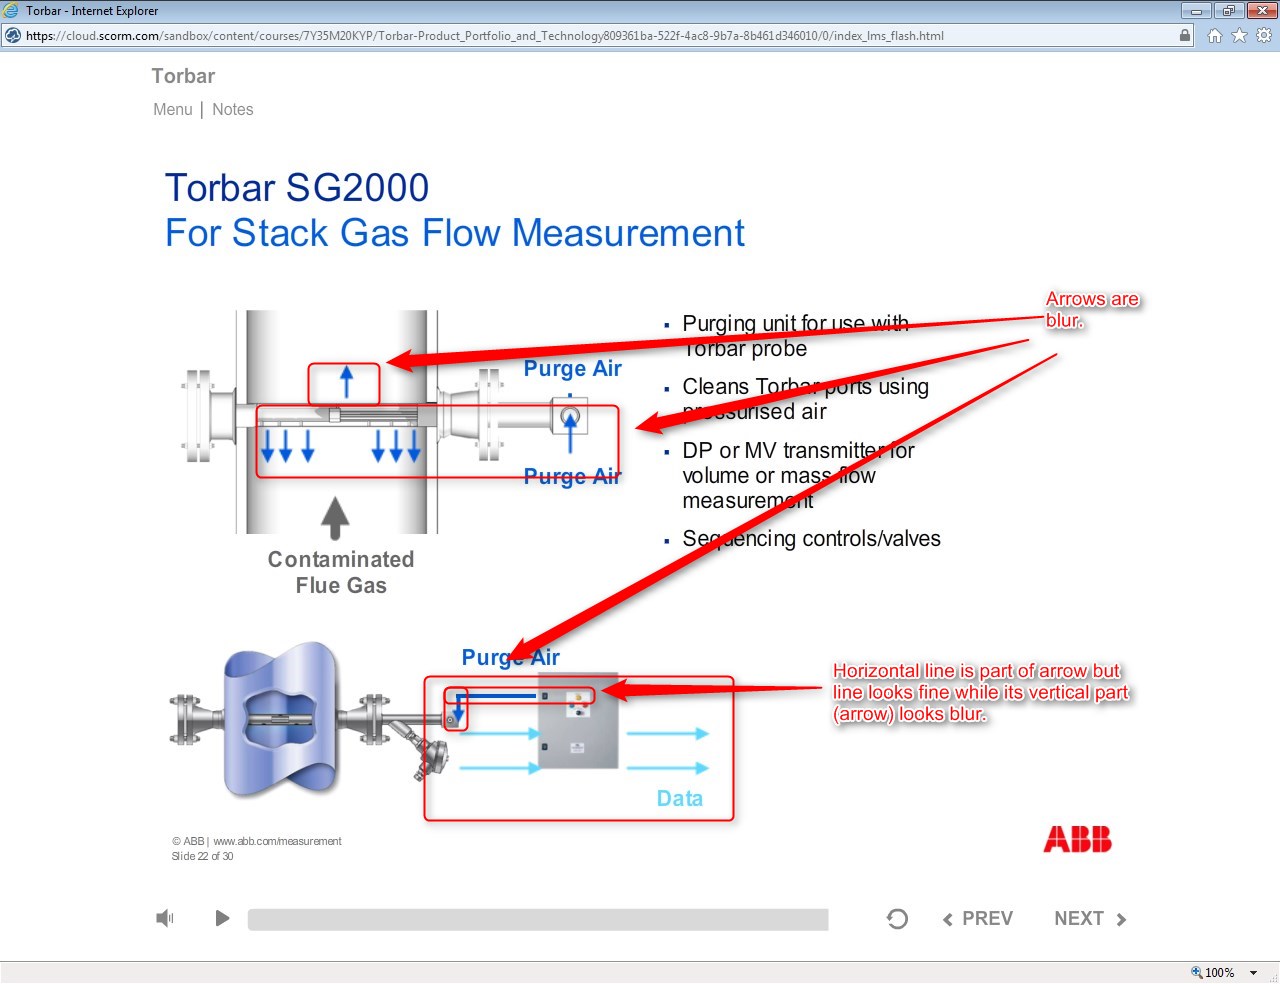 Torbar - Internet Explorer
https://cloud.scorm.com/sandbox/content/courses/7Y35M20KYP/Torbar-Product_Portfolio_and_Technology809361ba-522f-4ac8-9b7a-8b461d346010/0/index_lms_flash.html
Torbar
Menu | Notes
Torbar SG2000
For Stack Gas Flow Measurement
Arrows are
blur.
Purge Air
Purge Air
Contaminated
Flue Gas
▪ Purging unit for use with
Torbar probe
▪ Cleans Torbar ports using
pressurised air
▪ DP or MV transmitter for
volume or mass flow
measurement
▪ Sequencing controls/valves
Purge Air
Data
Horizontal line is part of arrow but
line looks fine while its vertical part
(arrow) looks blur.
© ABB | www.abb.com/measurement
Slide 22 of 30
ABB
PREV
NEXT
100%